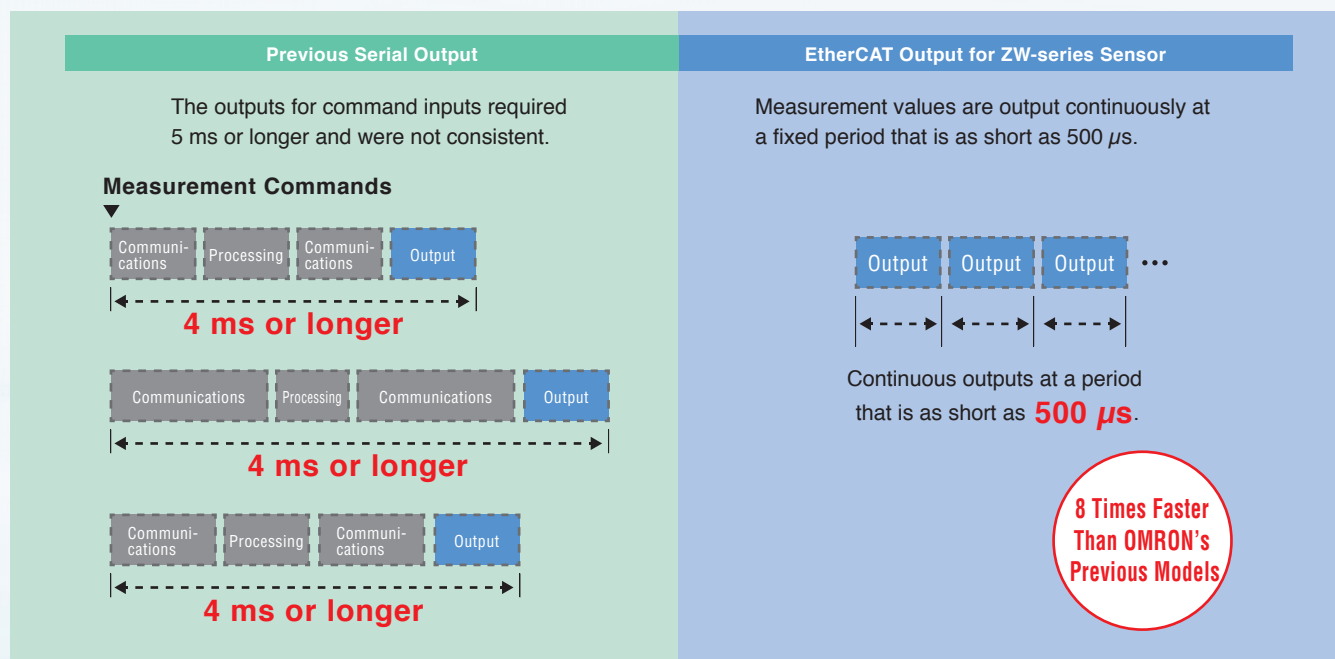 Previous Serial Output
The outputs for command inputs required
5 ms or longer and were not consistent.
Measurement Commands
Communi-
cations
Processing
Communi-
cations
Output
4 ms or longer
Communications
Processing
Communications
Output
4 ms or longer
Communi-
cations
Processing
Communi-
cations
Output
4 ms or longer
EtherCAT Output for ZW-series Sensor
Measurement values are output continuously at
a fixed period that is as short as 500 µs.
Output
Output
Output
•••
Continuous outputs at a period
that is as short as 500 µs.
8 Times Faster
Than OMRON's
Previous Models